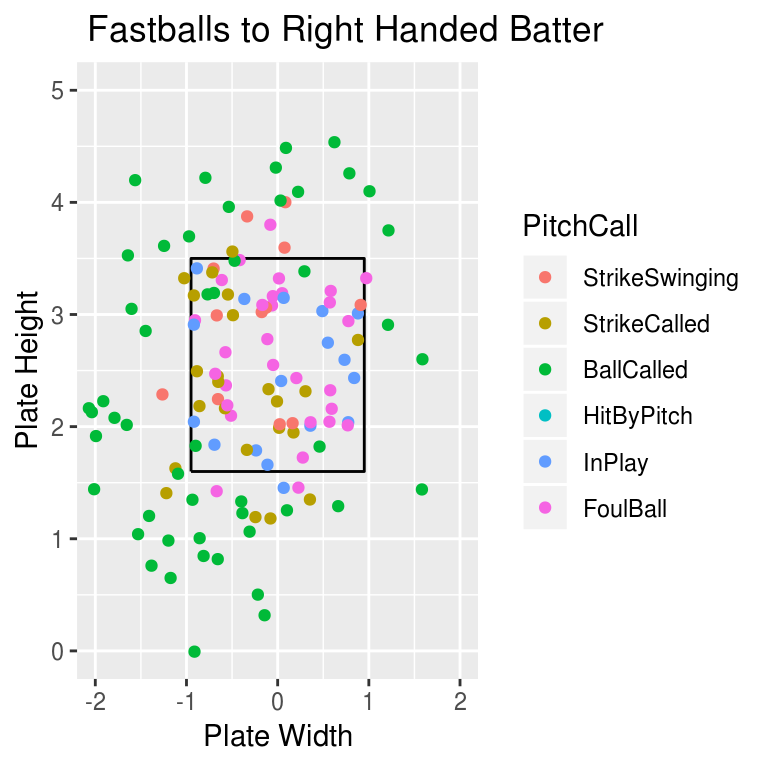 Fastballs to Right Handed Batter
5
4
3
2
1
0
-2
-1
0
1
2
Plate Width
Plate Height
PitchCall
StrikeSwinging
StrikeCalled
BallCalled
HitByPitch
InPlay
FoulBall